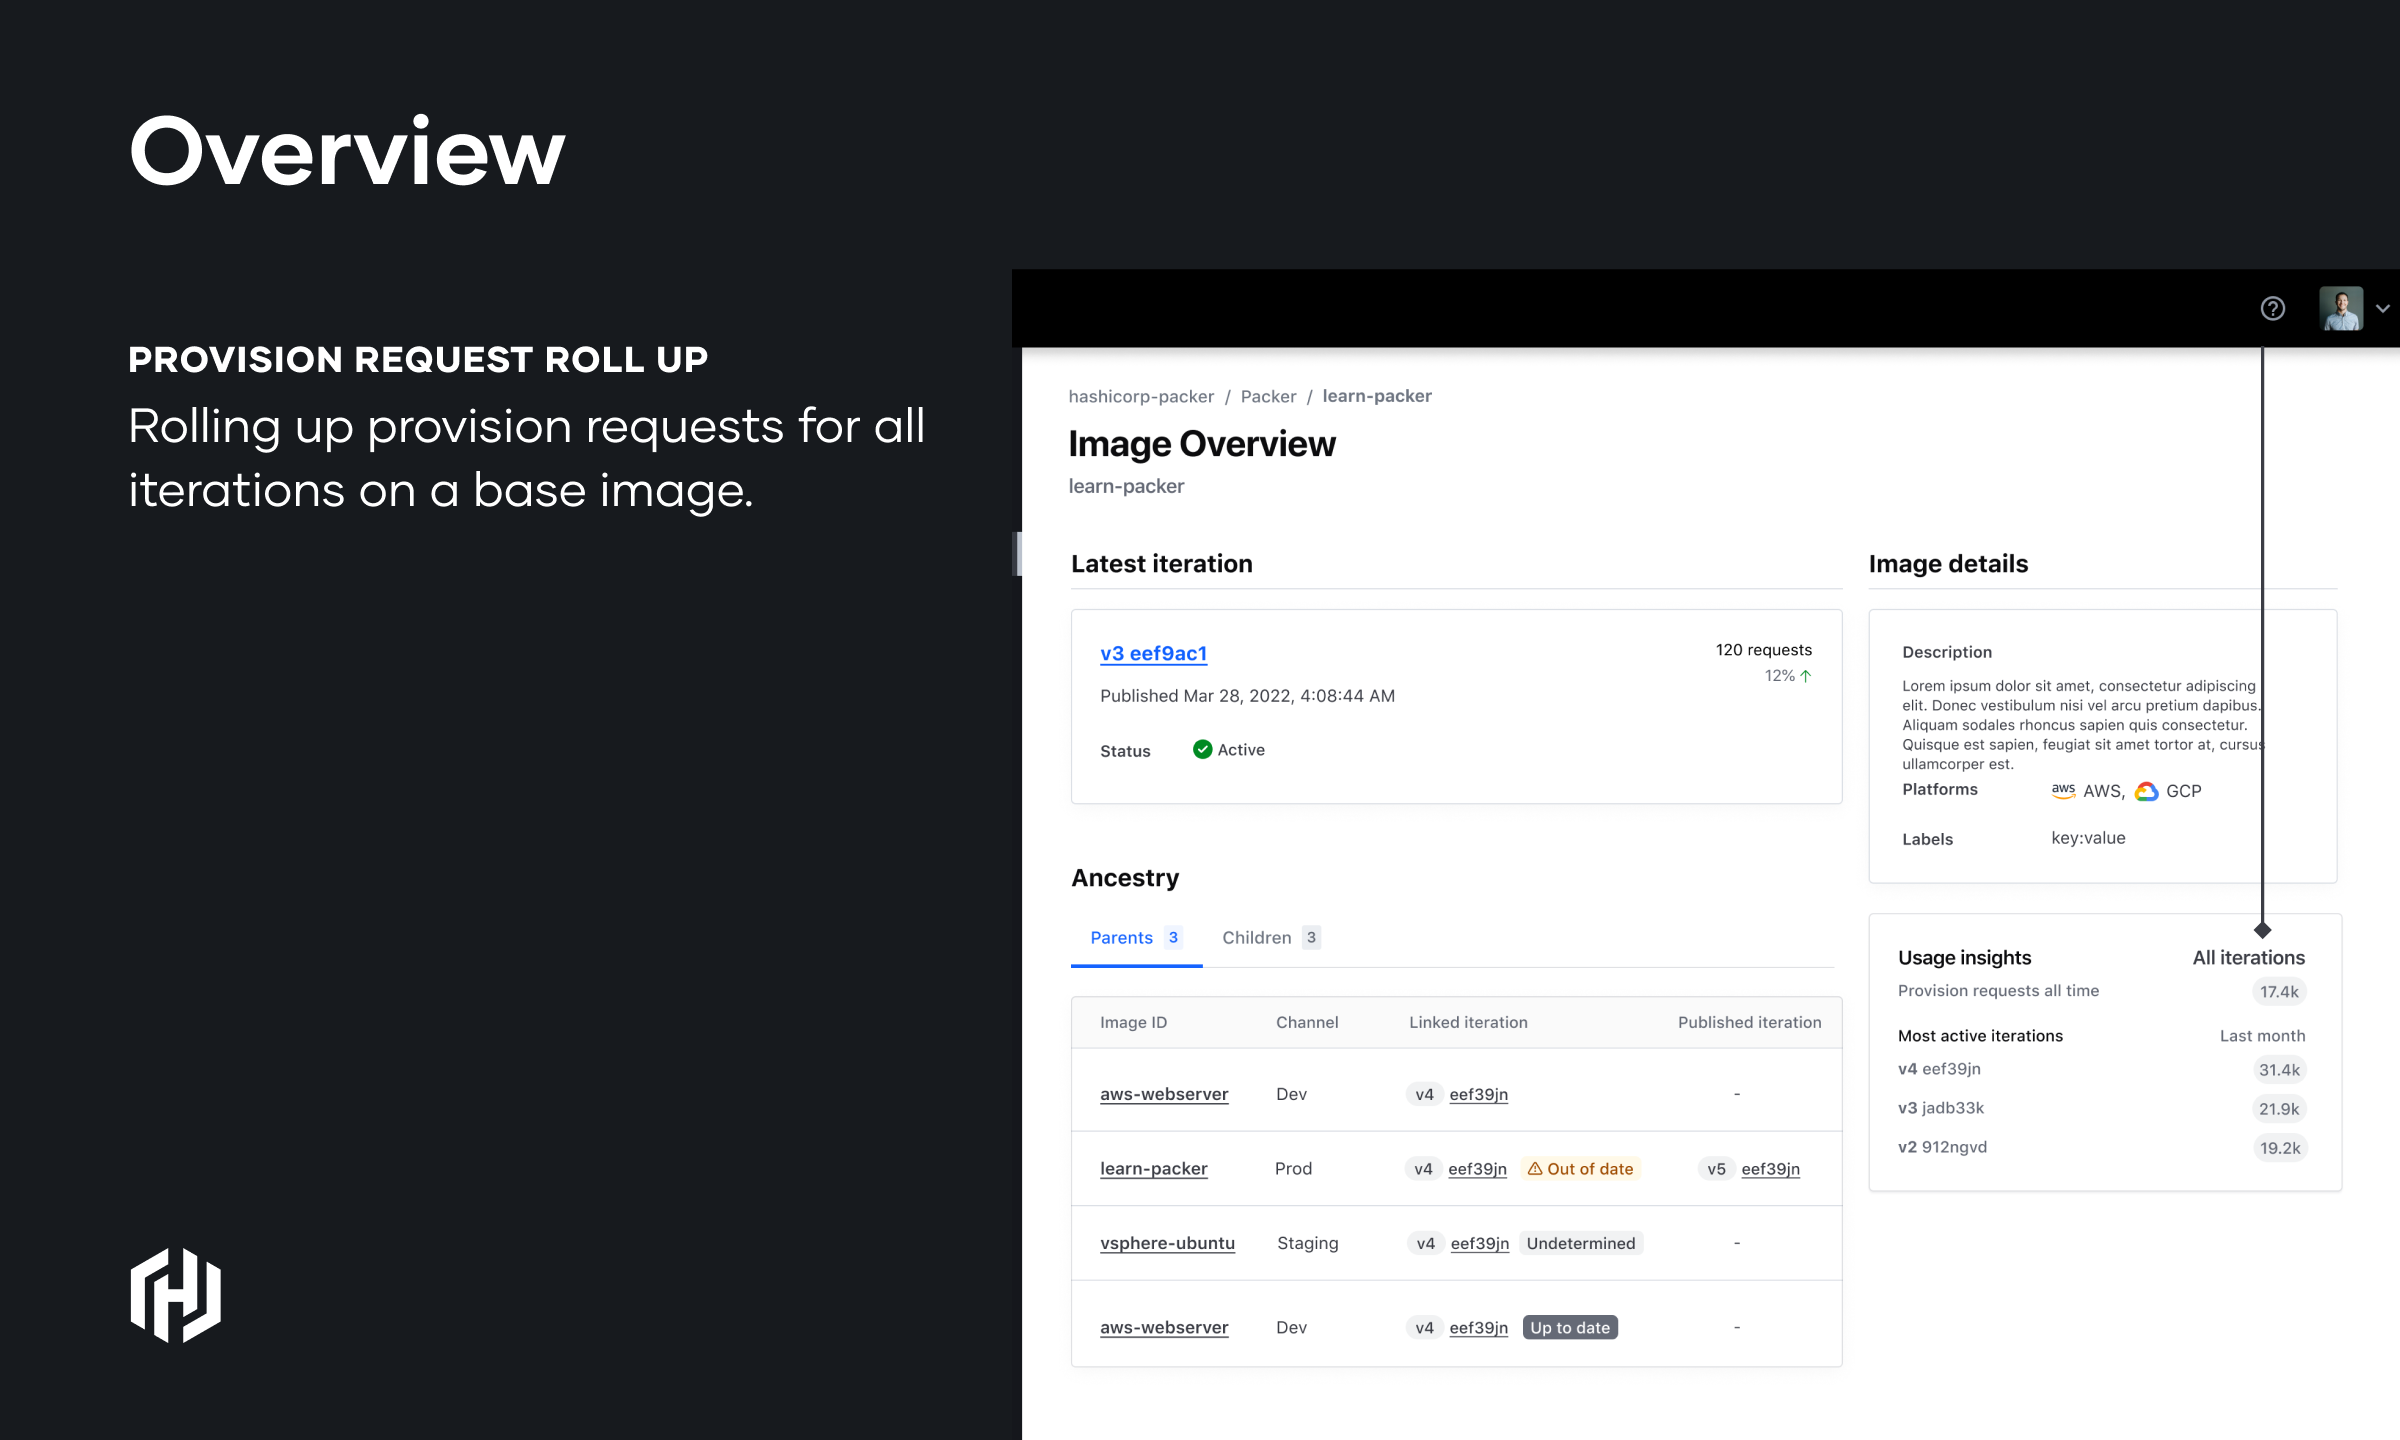 Overview
PROVISION REQUEST ROLL UP
Rolling up provision requests for all
iterations on a base image.
hashicorp-packer / Packer / learn-packer
Image Overview
learn-packer
Latest iteration
v3 eef9ac1
120 requests
12%
Published Mar 28, 2022, 4:08:44 AM
Status Active
Image details
Description
Lorem ipsum dolor sit amet, consectetur adipiscing
elit. Donec vestibulum nisi vel arcu pretium dapibus.
Aliquam sodales rhoncus sapien quis consectetur.
Quisque est sapien, feugiat sit amet tortor at, cursus
ullamcorper est.
Platforms aws AWS, GCP
Labels key:value
Ancestry
Parents 3 Children 3
Image ID Channel Linked iteration Published iteration
aws-webserver Dev v4 eef39jn -
learn-packer Prod v4 eef39jn Out of date v5 eef39jn
vsphere-ubuntu Staging v4 eef39jn Undetermined -
aws-webserver Dev v4 eef39jn Up to date -
Usage insights All iterations
Provision requests all time 17.4k
Most active iterations Last month
v4 eef39jn 31.4k
v3 jadb33k 21.9k
v2 912ngvd 19.2k